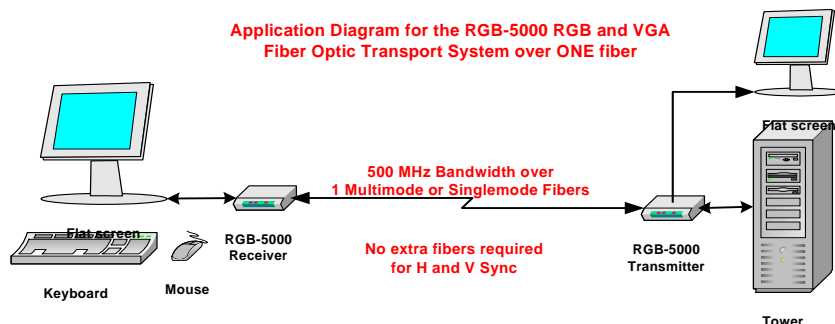 Application Diagram for the RGB-5000 RGB and VGA
Fiber Optic Transport System over ONE fiber
Flat screen
500 MHz Bandwidth over
1 Multimode or Singlemode Fibers
Flat screen
RGB-5000
Receiver
No extra fibers required
for H and V Sync
RGB-5000
Transmitter
Keyboard
Mouse
Tower